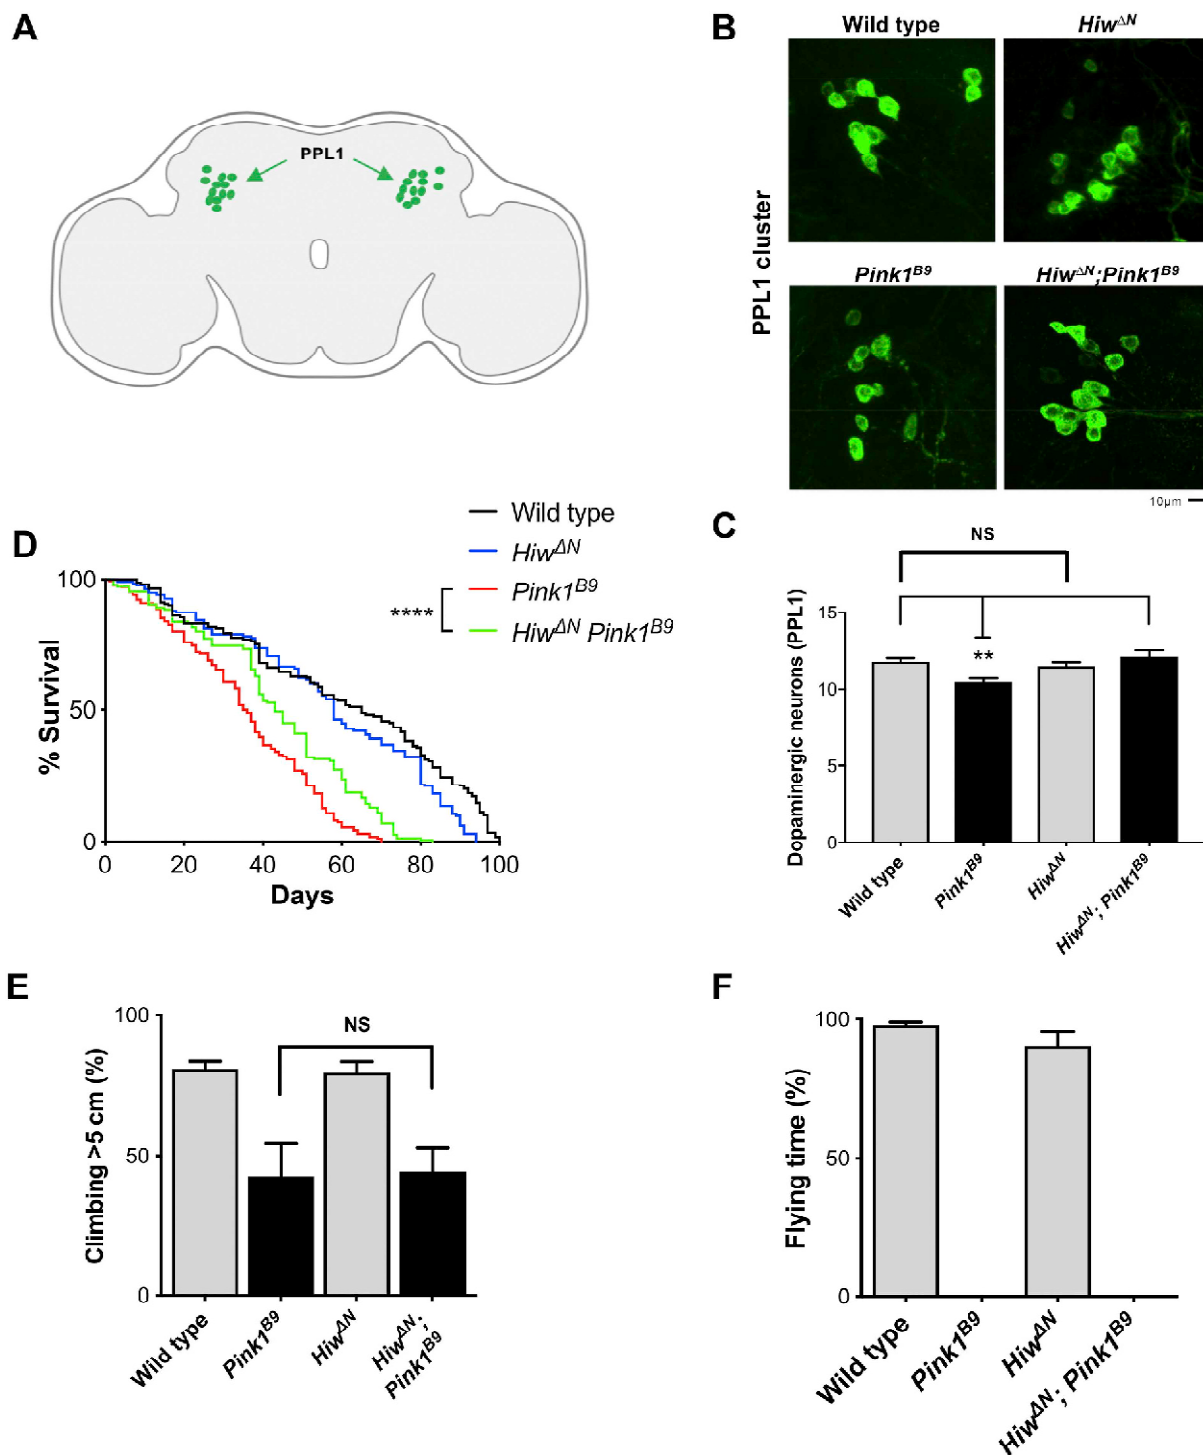 A
PPL1
B
Wild type
Hiw^ΔN
PPL1 cluster
Pink1^B9
Hiw^ΔN;Pink1^B9
10µm
C
NS
**
Dopaminergic neurons (PPL1)
15
10
5
0
Wild type
Pink1^B9
Hiw^ΔN
Hiw^ΔN; Pink1^B9
D
Wild type
Hiw^ΔN
Pink1^B9
Hiw^ΔN Pink1^B9
****
% Survival
100
50
0
0 20 40 60 80 100
Days
E
NS
Climbing >5 cm (%)
100
50
0
Wild type
Pink1^B9
Hiw^ΔN
Hiw^ΔN;
Pink1^B9
F
Flying time (%)
100
50
0
Wild type
Pink1^B9
Hiw^ΔN
Hiw^ΔN; Pink1^B9